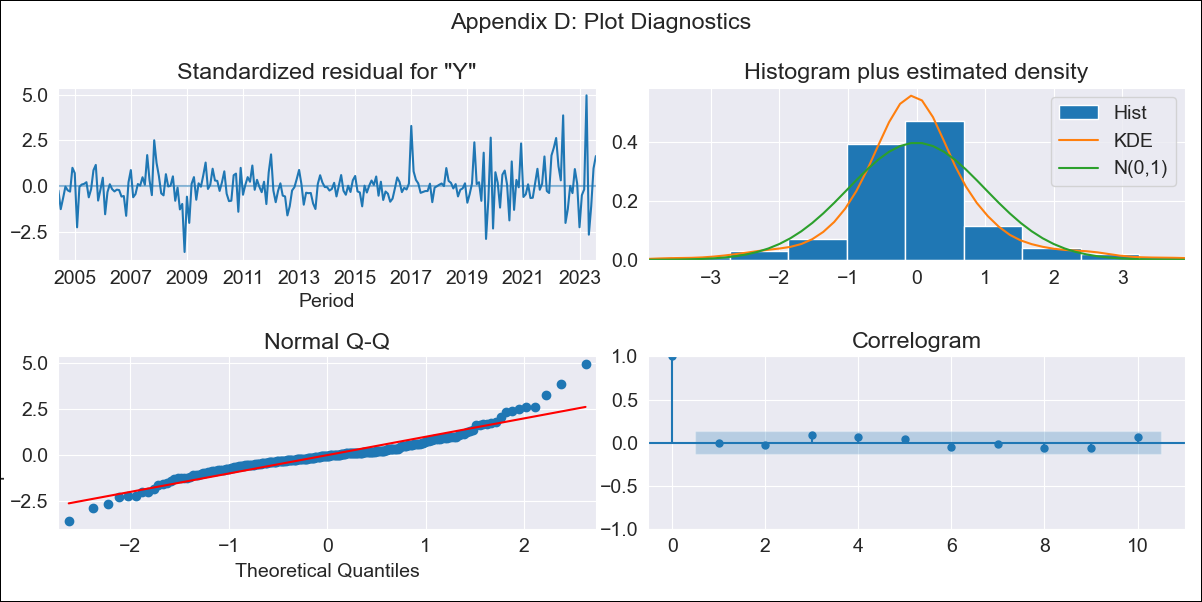 Appendix D: Plot Diagnostics
Standardized residual for "Y"
5.0
2.5
0.0
−2.5
2005 2007 2009 2011 2013 2015 2017 2019 2021 2023
Period
Histogram plus estimated density
Hist
KDE
N(0,1)
0.4
0.2
0.0
−3 −2 −1 0 1 2 3
Normal Q-Q
5.0
2.5
0.0
−2.5
−2 −1 0 1 2
Theoretical Quantiles
Correlogram
1.0
0.5
0.0
−0.5
−1.0
0 2 4 6 8 10